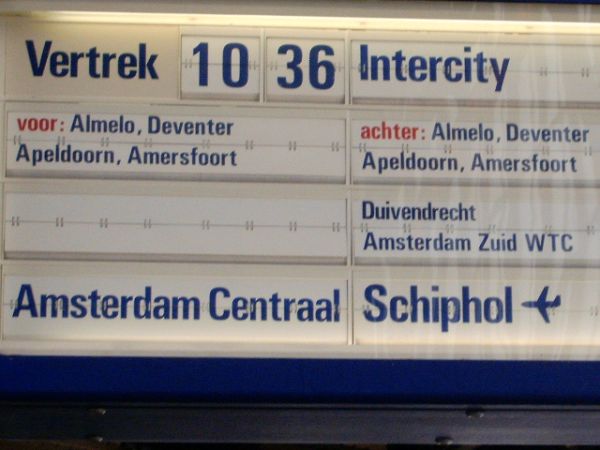 Vertrek 10 36 Intercity
voor: Almelo, Deventer
Apeldoorn, Amersfoort
achter: Almelo, Deventer
Apeldoorn, Amersfoort
Duivendrecht
Amsterdam Zuid WTC
Amsterdam Centraal
Schiphol